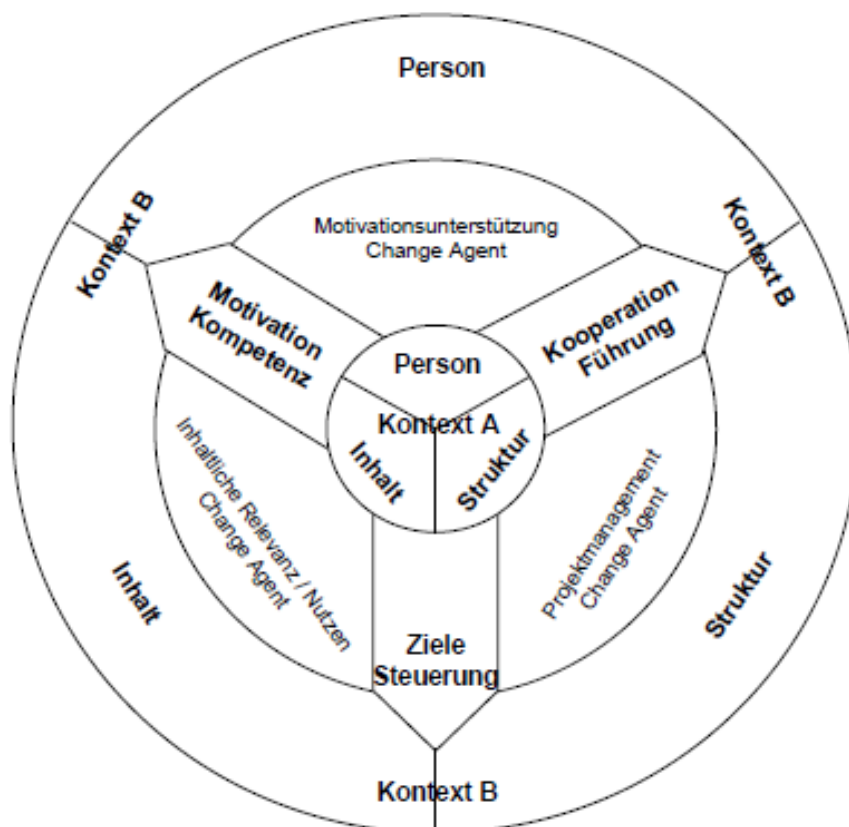 Person
Kontext B
Kontext B
Motivationsunterstützung
Change Agent
Motivation
Kompetenz
Kooperation
Führung
Person
Kontext A
Inhalt
Struktur
Inhaltliche Relevanz / Nutzen
Change Agent
Projektmanagement
Change Agent
Inhalt
Struktur
Ziele
Steuerung
Kontext B